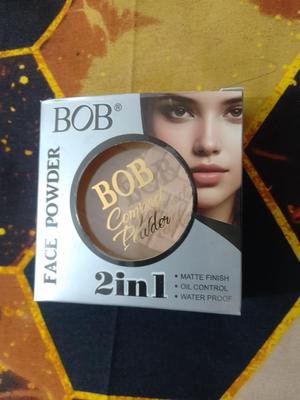 BOB®
FACE POWDER
BOB
Compact
Powder
2in1
• MATTE FINISH
• OIL CONTROL
• WATER PROOF